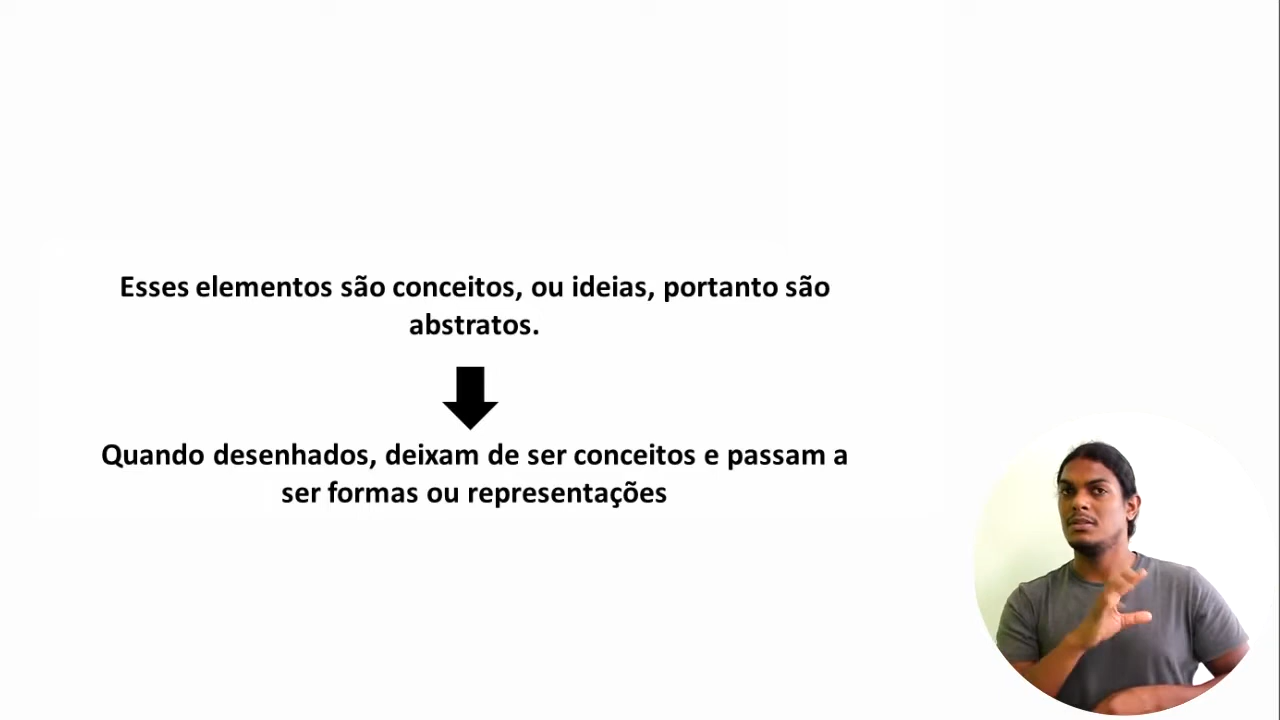 Esses elementos são conceitos, ou ideias, portanto são
abstratos.
Quando desenhados, deixam de ser conceitos e passam a
ser formas ou representações